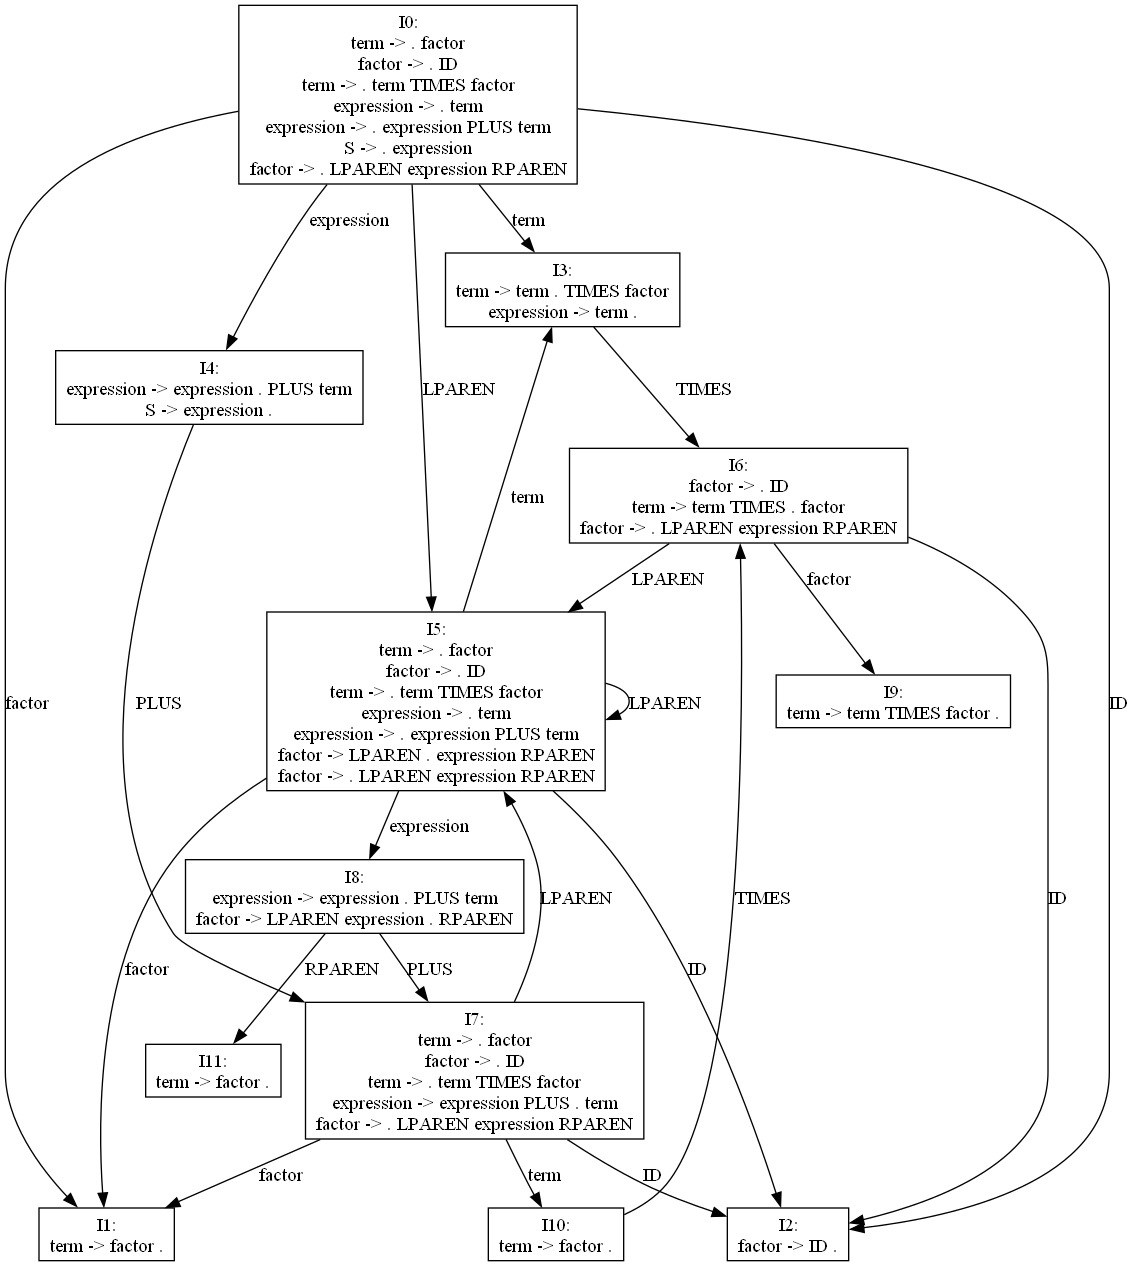 I0:
term -> . factor
factor -> . ID
term -> . term TIMES factor
expression -> . term
expression -> . expression PLUS term
S -> . expression
factor -> . LPAREN expression RPAREN
expression
term
I3:
term -> term . TIMES factor
expression -> term .
I4:
expression -> expression . PLUS term
S -> expression .
LPAREN
TIMES
I6:
factor -> . ID
term -> term TIMES . factor
factor -> . LPAREN expression RPAREN
term
LPAREN
factor
I5:
term -> . factor
factor -> . ID
term -> . term TIMES factor
expression -> . term
expression -> . expression PLUS term
factor -> LPAREN . expression RPAREN
factor -> . LPAREN expression RPAREN
I9:
term -> term TIMES factor .
factor
PLUS
LPAREN
ID
expression
I8:
expression -> expression . PLUS term
factor -> LPAREN expression . RPAREN
LPAREN
TIMES
ID
factor
RPAREN
PLUS
ID
I7:
term -> . factor
factor -> . ID
term -> . term TIMES factor
expression -> expression PLUS . term
factor -> . LPAREN expression RPAREN
I11:
term -> factor .
factor
term
ID
I1:
term -> factor .
I10:
term -> factor .
I2:
factor -> ID .